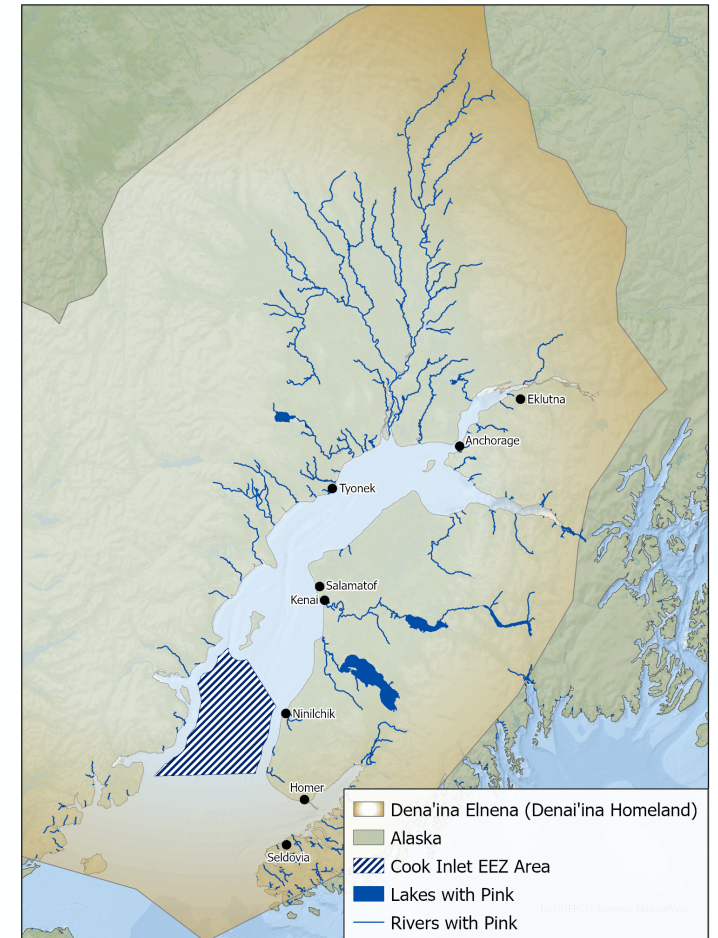 Eklutna
Anchorage
Tyonek
Salamatof
Kenai
Ninilchik
Homer
Seldovia
Dena'ina Elnena (Denai'ina Homeland)
Alaska
Cook Inlet EEZ Area
Lakes with Pink
Rivers with Pink